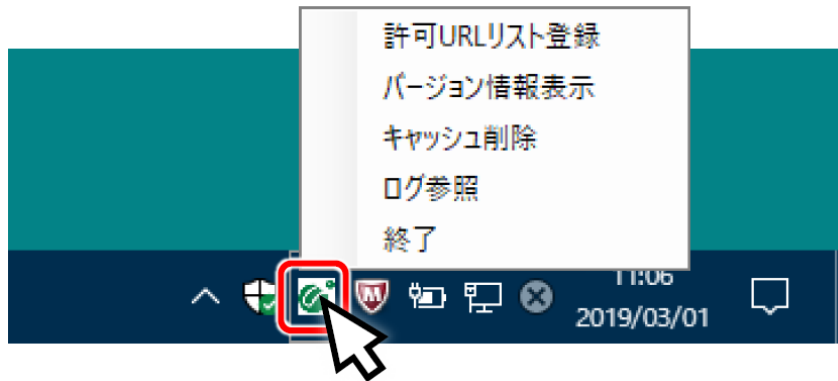 許可URLリスト登録
バージョン情報表示
キャッシュ削除
ログ参照
終了
11:06
2019/03/01